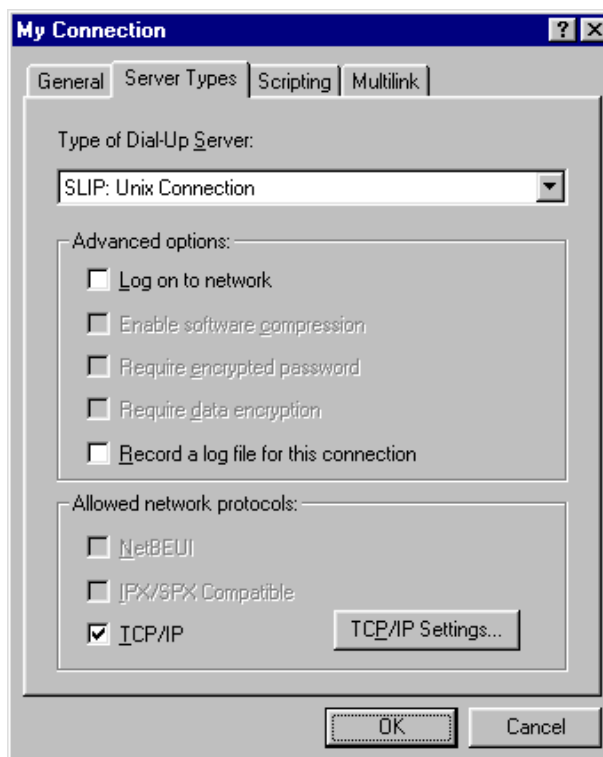 My Connection
General Server Types Scripting Multilink
Type of Dial-Up Server:
SLIP: Unix Connection
Advanced options:
Log on to network
Enable software compression
Require encrypted password
Require data encryption
Record a log file for this connection
Allowed network protocols:
NetBEUI
IPX/SPX Compatible
TCP/IP TCP/IP Settings...
OK Cancel